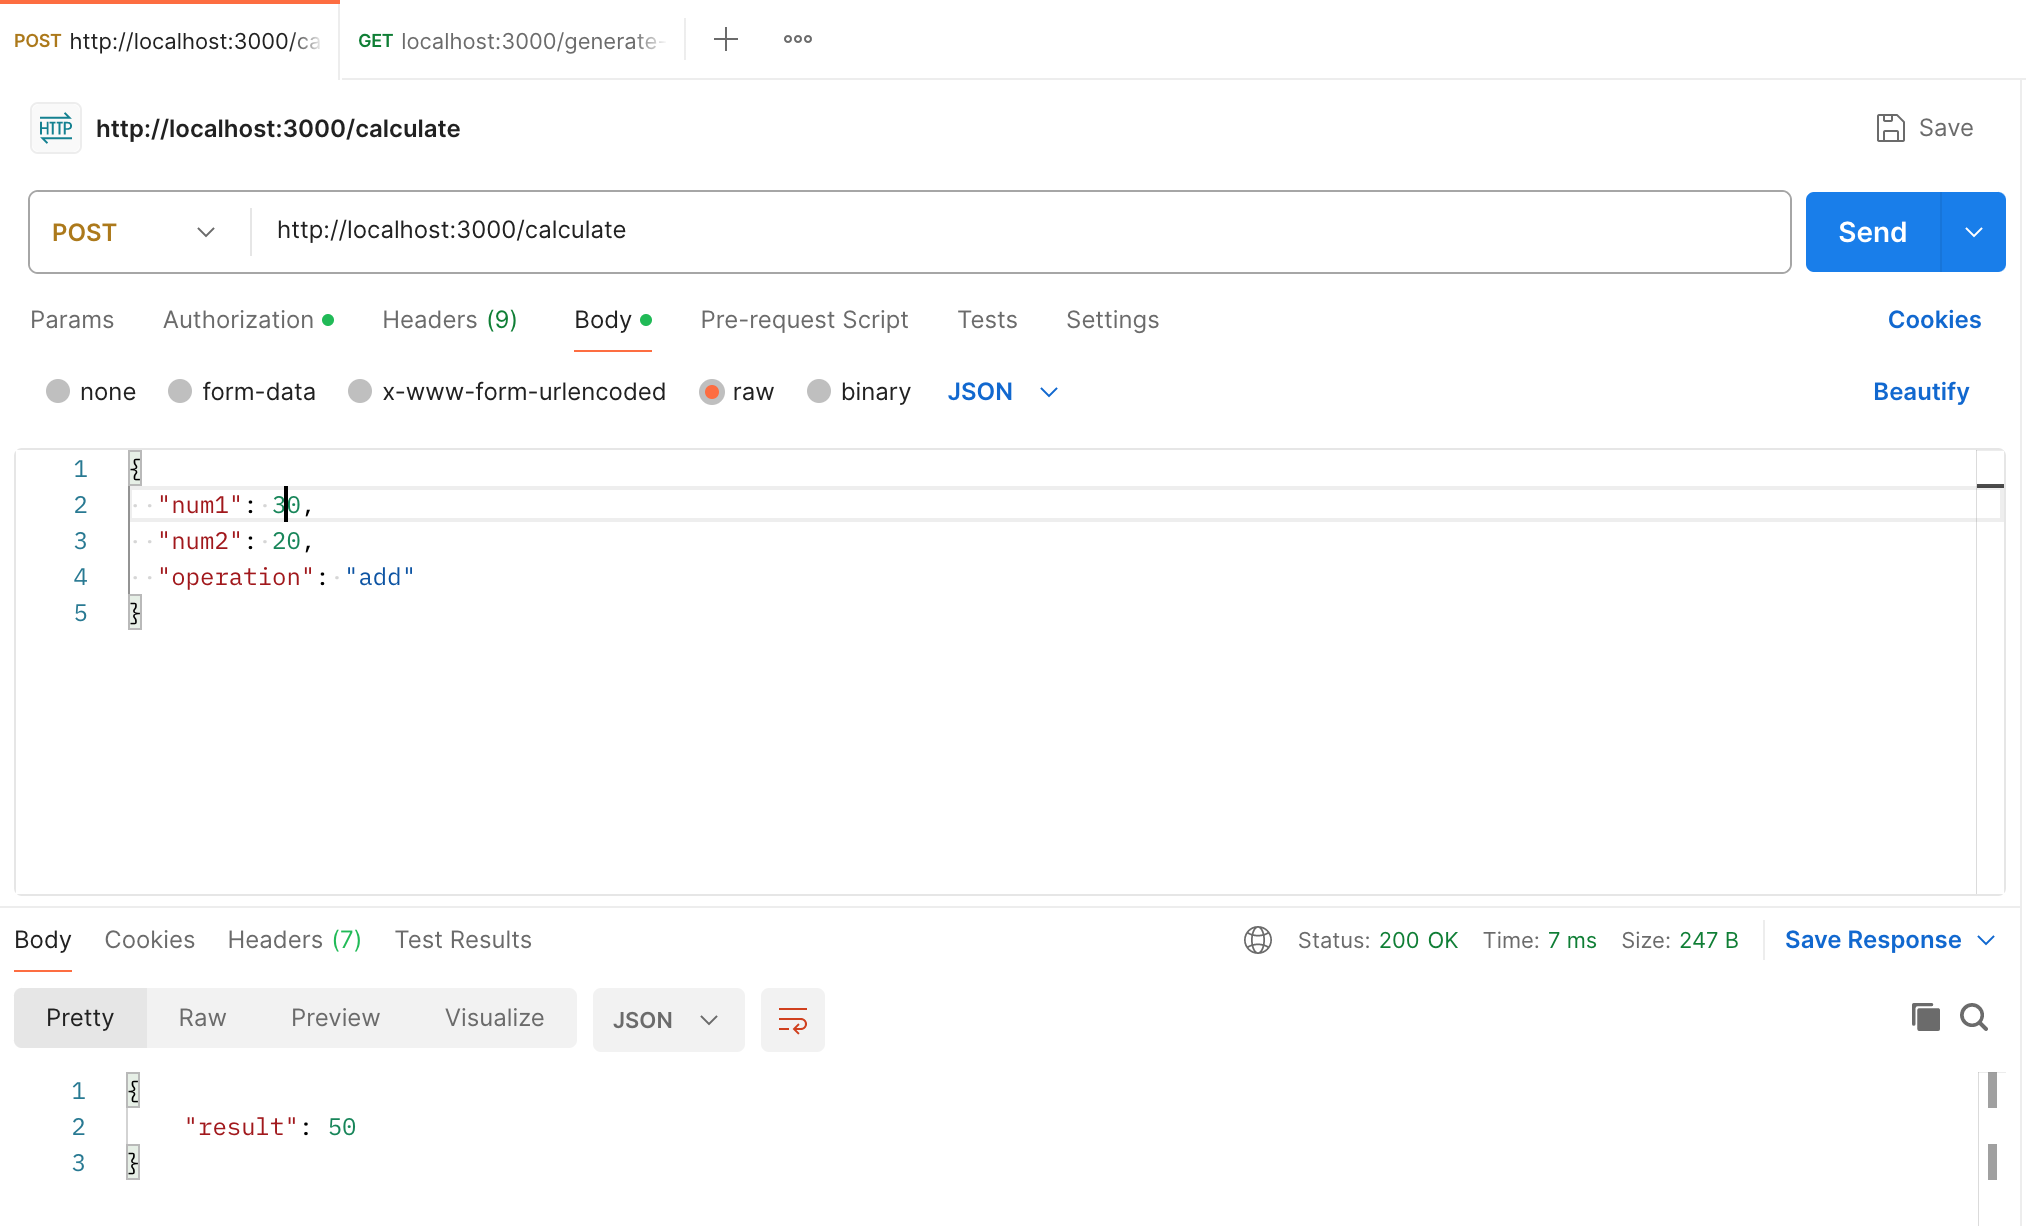 POST http://localhost:3000/ca GET localhost:3000/generate-
HTTP http://localhost:3000/calculate Save
POST http://localhost:3000/calculate Send
Params Authorization Headers (9) Body Pre-request Script Tests Settings Cookies
none form-data x-www-form-urlencoded raw binary JSON Beautify
1 {
2 "num1": 30,
3 "num2": 20,
4 "operation": "add"
5 }
Body Cookies Headers (7) Test Results Status: 200 OK Time: 7 ms Size: 247 B Save Response
Pretty Raw Preview Visualize JSON
1 {
2 "result": 50
3 }